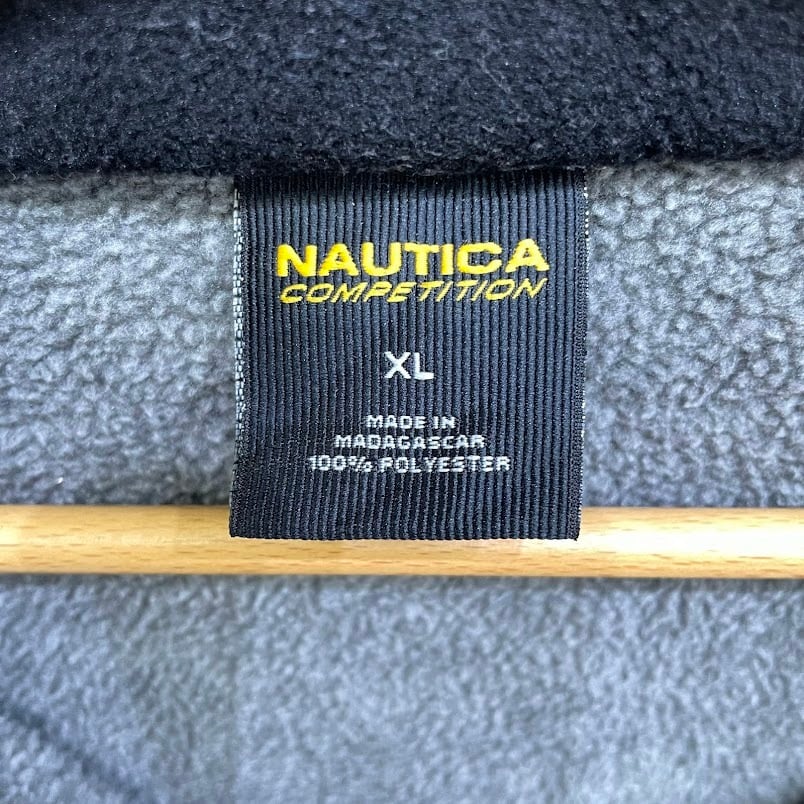 NAUTICA
COMPETITION
XL
MADE IN
MADAGASCAR
100% POLYESTER